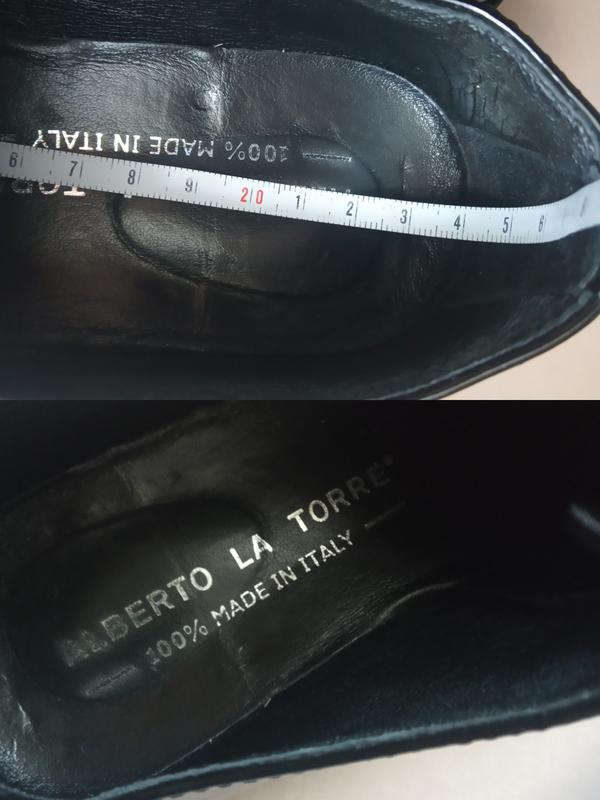 100% MADE IN ITALY
6 7 8 9 20 1 2 3 4 5 6
ALBERTO LA TORRE
100% MADE IN ITALY